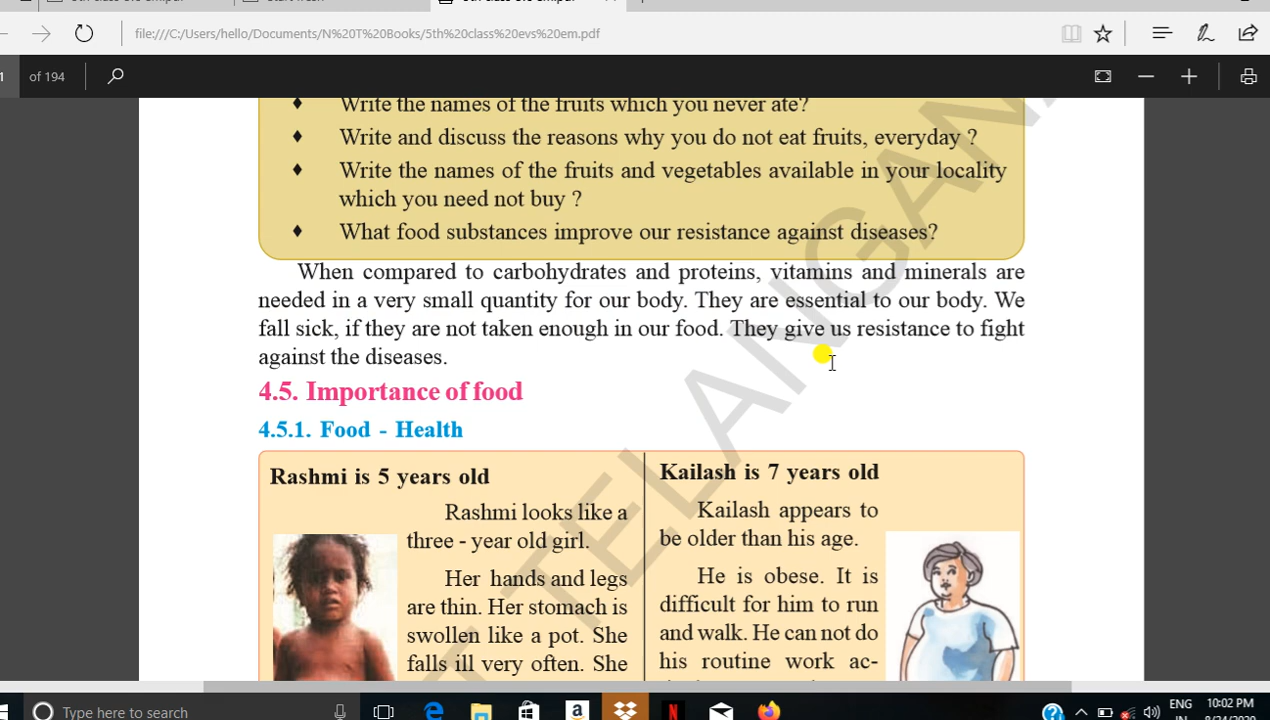 file:///C:/Users/hello/Documents/N%20T%20Books/5th%20class%20evs%20em.pdf
1 of 194
♦ Write the names of the fruits which you never ate?
♦ Write and discuss the reasons why you do not eat fruits, everyday ?
♦ Write the names of the fruits and vegetables available in your locality
which you need not buy ?
♦ What food substances improve our resistance against diseases?
When compared to carbohydrates and proteins, vitamins and minerals are
needed in a very small quantity for our body. They are essential to our body. We
fall sick, if they are not taken enough in our food. They give us resistance to fight
against the diseases.
4.5. Importance of food
4.5.1. Food - Health
Rashmi is 5 years old
Rashmi looks like a
three - year old girl.
Her hands and legs
are thin. Her stomach is
swollen like a pot. She
falls ill very often. She
Kailash is 7 years old
Kailash appears to
be older than his age.
He is obese. It is
difficult for him to run
and walk. He can not do
his routine work ac-
TELANGANA
Type here to search
ENG
IN
10:02 PM
8/24/2020